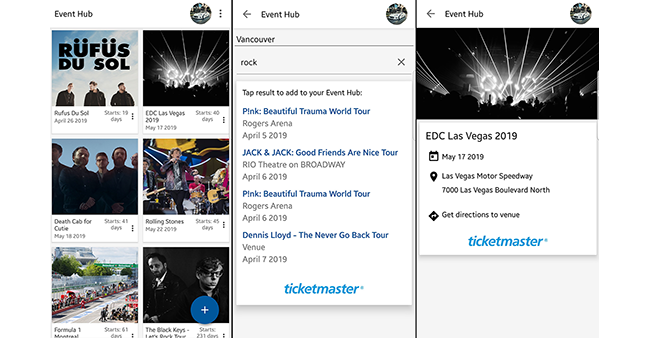 Event Hub
RÜFÜS
DU SOL
Rufus Du Sol
April 26 2019
Starts: 19
days
EDC Las Vegas
2019
May 17 2019
Starts: 40
days
Death Cab for
Cutie
May 18 2019
Starts: 41
days
Rolling Stones
May 22 2019
Starts: 45
days
Formula 1
Montreal
Starts: 61
days
The Black Keys -
Let's Rock Tour
Starts:
231 days
+
Event Hub
Vancouver
rock
Tap result to add to your Event Hub:
P!nk: Beautiful Trauma World Tour
Rogers Arena
April 5 2019
JACK & JACK: Good Friends Are Nice Tour
RIO Theatre on BROADWAY
April 6 2019
P!nk: Beautiful Trauma World Tour
Rogers Arena
April 6 2019
Dennis Lloyd - The Never Go Back Tour
Venue
April 7 2019
ticketmaster®
Event Hub
EDC Las Vegas 2019
May 17 2019
Las Vegas Motor Speedway
7000 Las Vegas Boulevard North
Get directions to venue
ticketmaster®